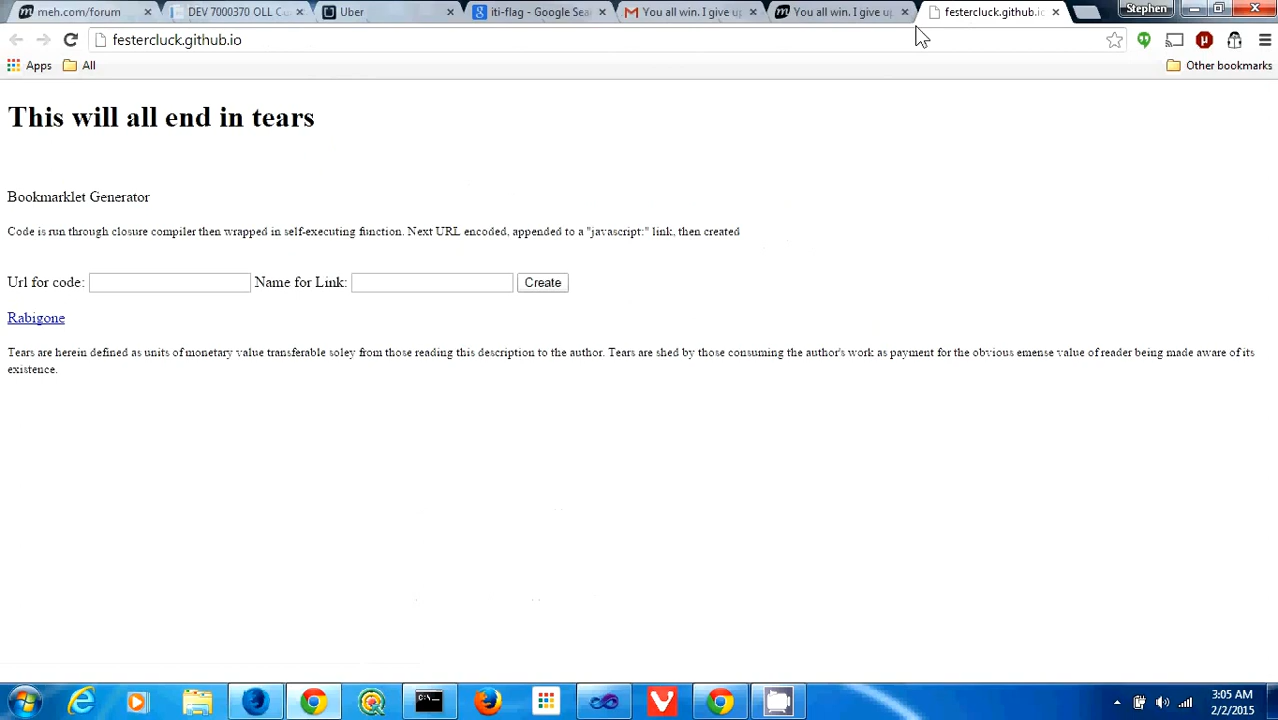 meh.com/forum
DEV 7000370 OLL Co
Uber
iti-flag - Google Sea
You all win. I give up
You all win. I give up
festercluck.github.io
Stephen
festercluck.github.io
Apps
All
Other bookmarks
This will all end in tears
Bookmarklet Generator
Code is run through closure compiler then wrapped in self-executing function. Next URL encoded, appended to a "javascript:" link, then created
Url for code:
Name for Link:
Create
Rabigone
Tears are herein defined as units of monetary value transferable soley from those reading this description to the author. Tears are shed by those consuming the author's work as payment for the obvious emense value of reader being made aware of its
existence.
C:\.
3:05 AM
2/2/2015